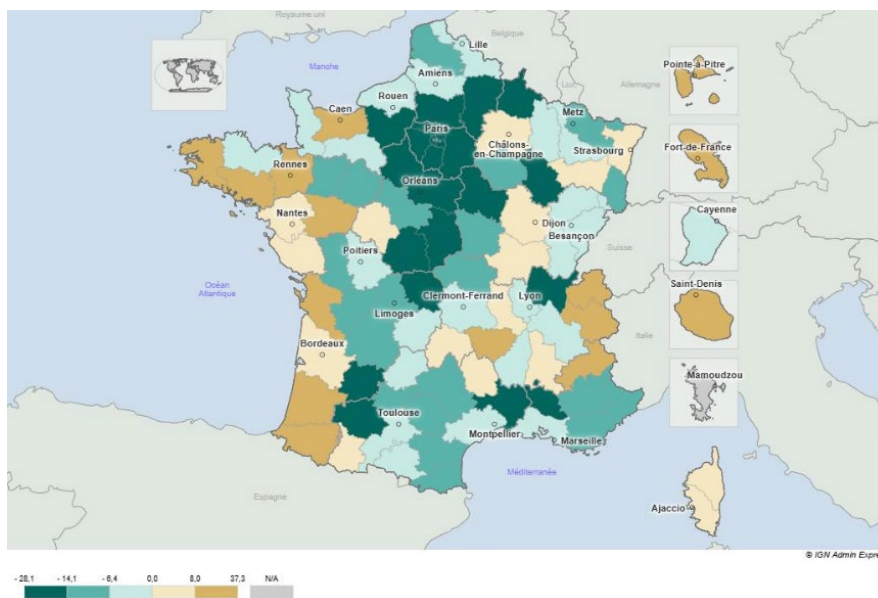 Royaume uni
Belgique
Lille
Manche
Amiens
Lux.
Allemagne
Pointe-à-Pitre
Rouen
Caen
Metz
Paris
Châlons-
en-Champagne
Strasbourg
Fort-de-France
Rennes
Orléans
Nantes
Dijon
Besançon
Cayenne
Poitiers
Suisse
Océan
Atlantique
Clermont-Ferrand
Lyon
Saint-Denis
Limoges
Italie
Bordeaux
Mamoudzou
Toulouse
Montpellier
Marseille
Méditerranée
Espagne
Ajaccio
© IGN Admin Expre
- 28,1 - 14,1 - 6,4 0,0 8,0 37,3 N/A